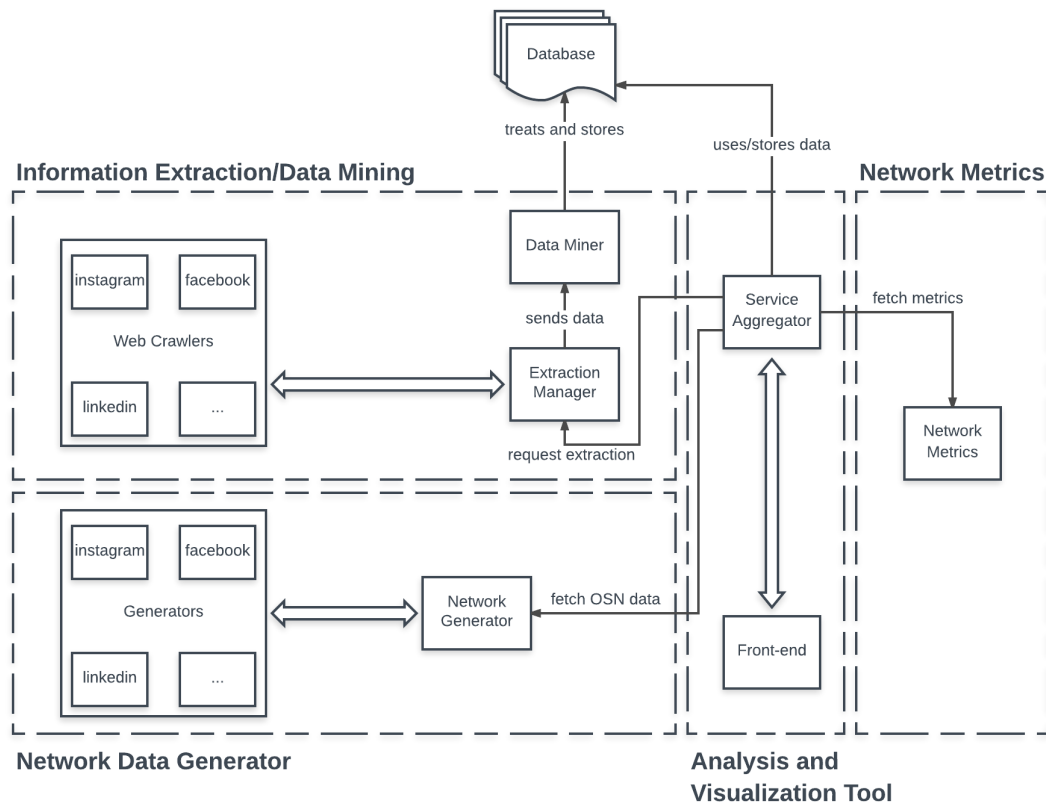 Database
treats and stores
uses/stores data
Information Extraction/Data Mining
Network Metrics
Data Miner
instagram
facebook
Web Crawlers
linkedin
...
sends data
Extraction
Manager
request extraction
Service
Aggregator
fetch metrics
Network
Metrics
instagram
facebook
Generators
linkedin
...
Network
Generator
fetch OSN data
Front-end
Network Data Generator
Analysis and
Visualization Tool